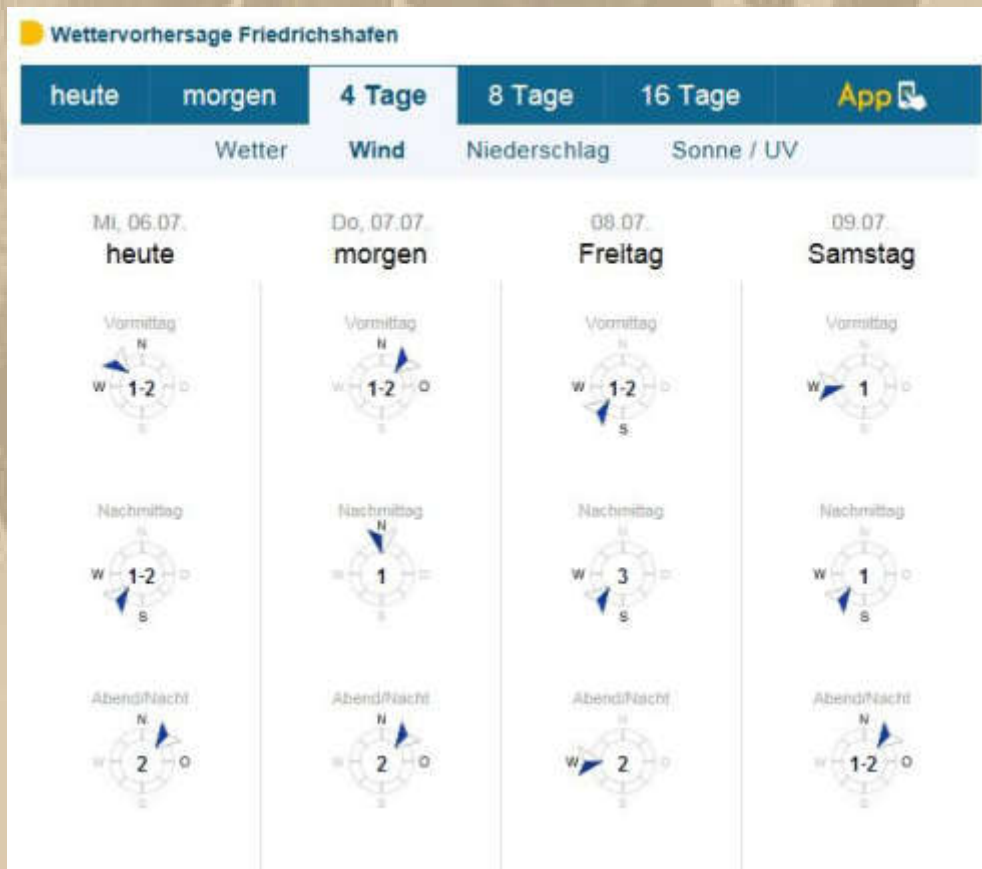 Wettervorhersage Friedrichshafen
heute morgen 4 Tage 8 Tage 16 Tage App
Wetter Wind Niederschlag Sonne / UV
Mi, 06.07. Do, 07.07. 08.07. 09.07.
heute morgen Freitag Samstag
Vormittag Vormittag Vormittag Vormittag
N N N N
W 1-2 O W 1-2 O W 1-2 O W 1 O
S S S S
Nachmittag Nachmittag Nachmittag Nachmittag
N N N N
W 1-2 O W 1 O W 3 O W 1 O
S S S S
Abend/Nacht Abend/Nacht Abend/Nacht Abend/Nacht
N N N N
W 2 O W 2 O W 2 O W 1-2 O
S S S S